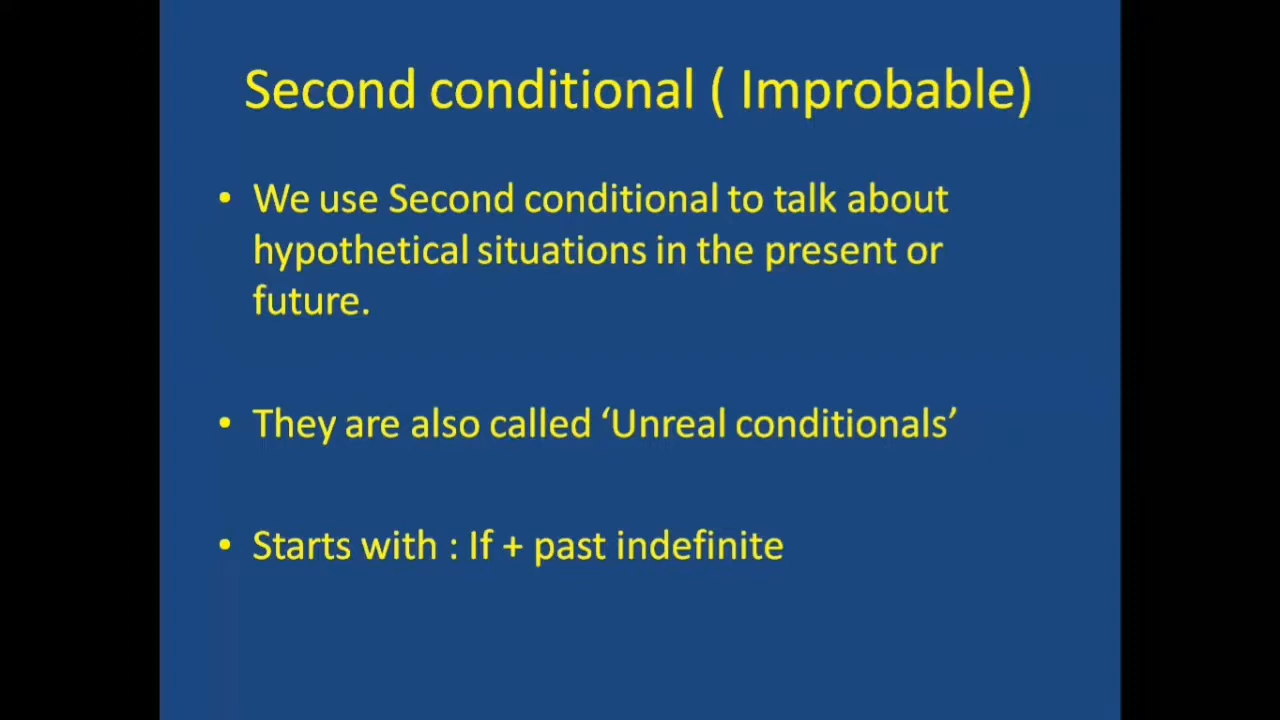 Second conditional ( Improbable)
• We use Second conditional to talk about
hypothetical situations in the present or
future.
• They are also called ‘Unreal conditionals’
• Starts with : If + past indefinite